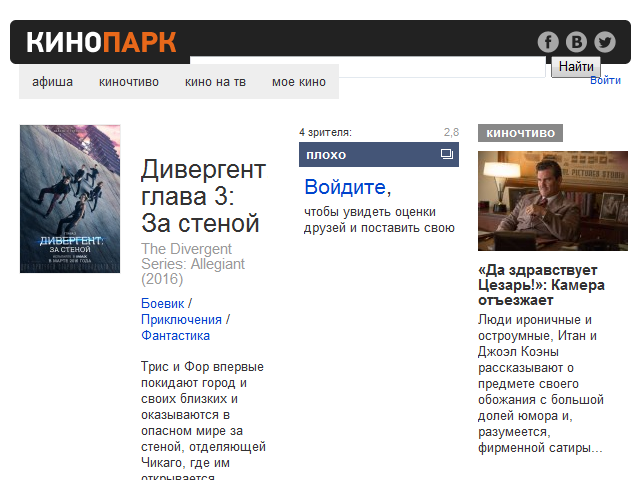 КИНОПАРК
Найти
Войти
афиша киночтиво кино на тв мое кино
ДИВЕРГЕНТ:
ЗА СТЕНОЙ
В МАРТЕ 2016 ГОДА
Дивергент
глава 3:
За стеной
The Divergent
Series: Allegiant
(2016)
Боевик /
Приключения /
Фантастика
Трис и Фор впервые
покидают город и
своих близких и
оказываются в
опасном мире за
стеной, отделяющей
Чикаго, где им
открывается
4 зрителя: 2,8
плохо
Войдите,
чтобы увидеть оценки
друзей и поставить свою
киночтиво
«Да здравствует
Цезарь!»: Камера
отъезжает
Люди ироничные и
остроумные, Итан и
Джоэл Коэны
рассказывают о
предмете своего
обожания с большой
долей юмора и,
разумеется,
фирменной сатиры...